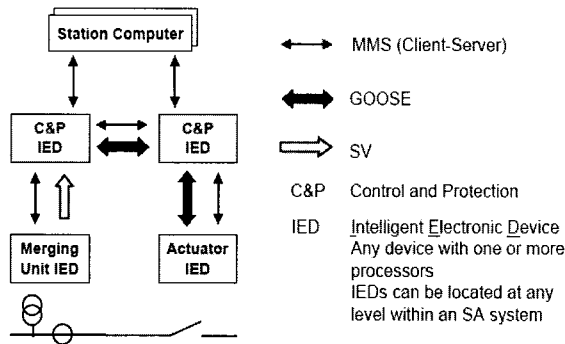 Station Computer
C&P
IED
C&P
IED
Merging
Unit IED
Actuator
IED
MMS (Client-Server)
GOOSE
SV
C&P Control and Protection
IED Intelligent Electronic Device
Any device with one or more
processors
IEDs can be located at any
level within an SA system